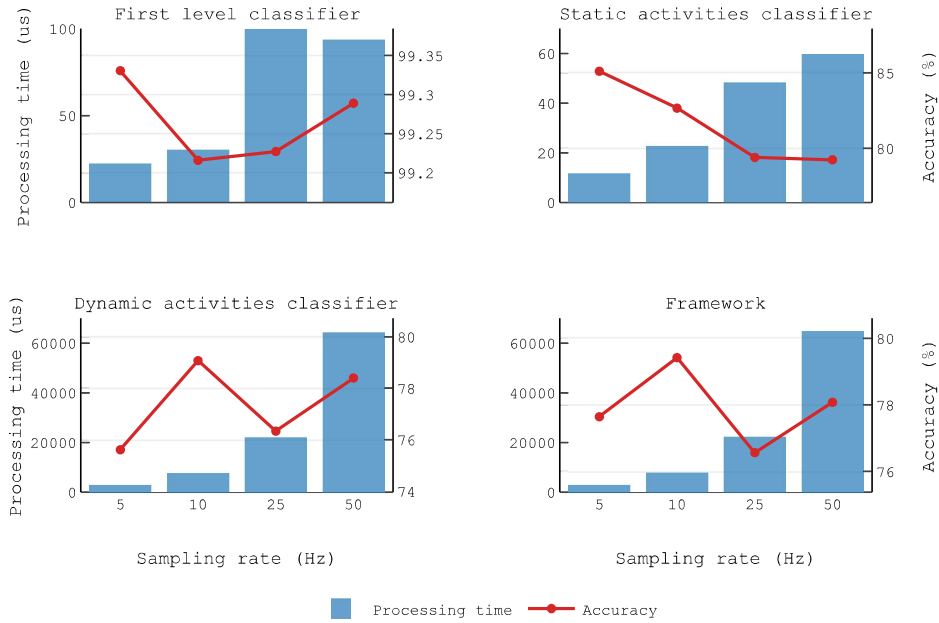 First level classifier
Static activities classifier
Processing time (us)
100
50
0
99.35
99.3
99.25
99.2
60
40
20
0
85
80
Accuracy (%)
Dynamic activities classifier
Framework
Processing time (us)
60000
40000
20000
0
80
78
76
74
60000
40000
20000
0
80
78
76
Accuracy (%)
5 10 25 50
5 10 25 50
Sampling rate (Hz)
Sampling rate (Hz)
Processing time
Accuracy